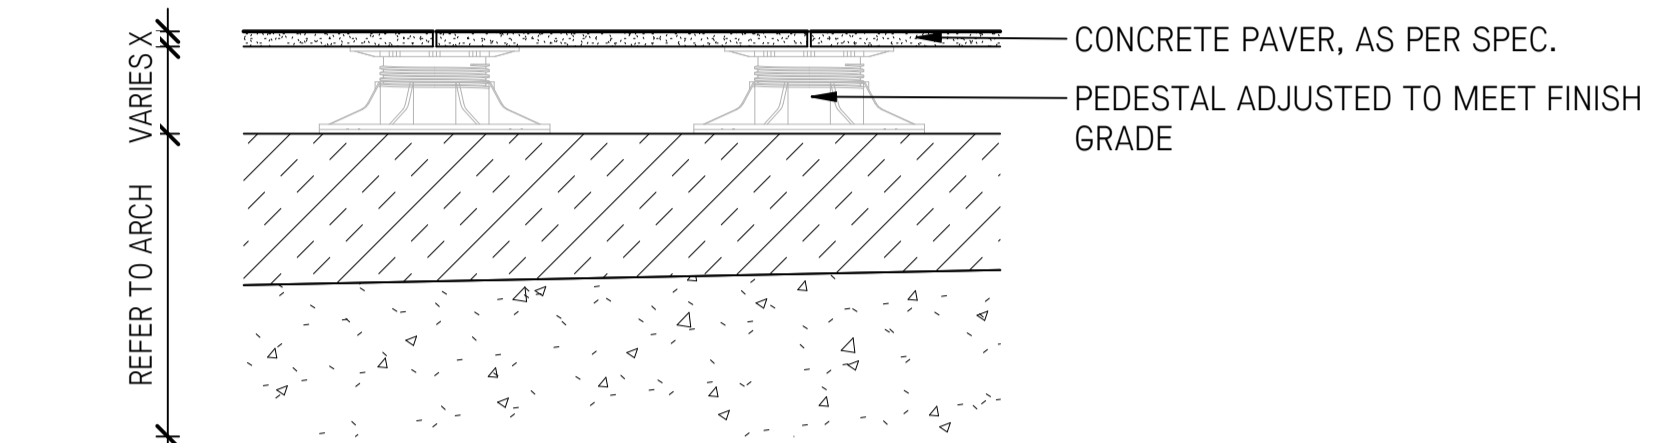 X
VARIES
REFER TO ARCH
CONCRETE PAVER, AS PER SPEC.
PEDESTAL ADJUSTED TO MEET FINISH
GRADE